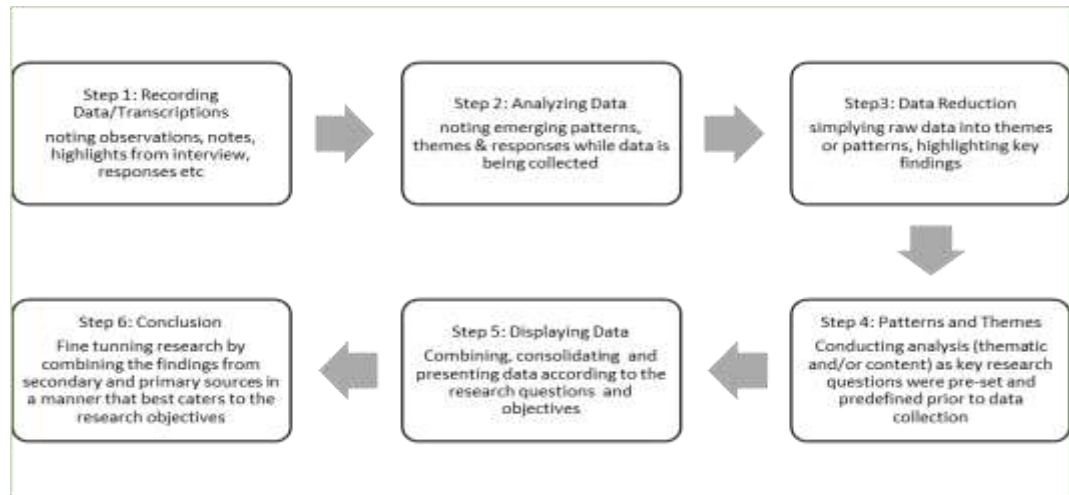 Step 1: Recording
Data/Transcriptions
noting observations, notes,
highlights from interview,
responses etc
Step 2: Analyzing Data
noting emerging patterns,
themes & responses while data is
being collected
Step3: Data Reduction
simplying raw data into themes
or patterns, highlighting key
findings
Step 4: Patterns and Themes
Conducting analysis (thematic
and/or content) as key research
questions were pre-set and
predefined prior to data
collection
Step 5: Displaying Data
Combining, consolidating and
presenting data according to the
research questions and
objectives
Step 6: Conclusion
Fine tunning research by
combining the findings from
secondary and primary sources in
a manner that best caters to the
research objectives